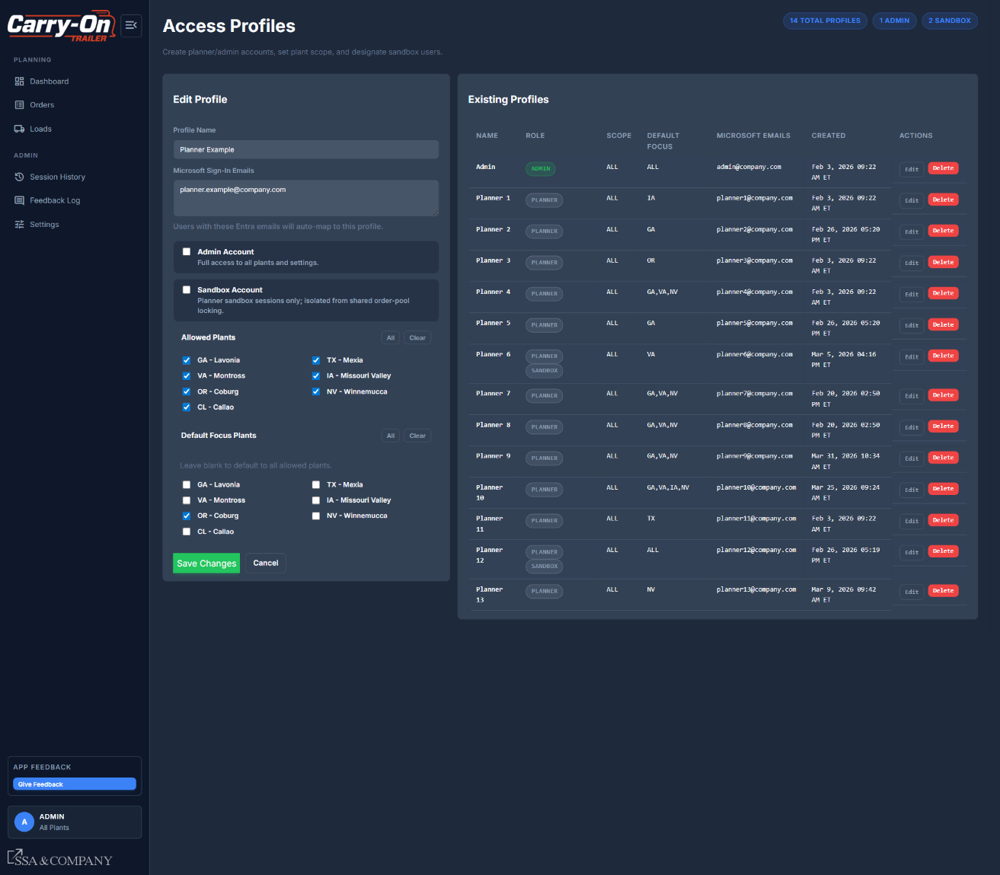 Carry-On
TRAILER
PLANNING
Dashboard
Orders
Loads
ADMIN
Session History
Feedback Log
Settings
APP FEEDBACK
Give Feedback
A
ADMIN
All Plants
SSA & COMPANY
Access Profiles
14 TOTAL PROFILES
1 ADMIN
2 SANDBOX
Create planner/admin accounts, set plant scope, and designate sandbox users.
Edit Profile
Profile Name
Planner Example
Microsoft Sign-In Emails
planner.example@company.com
Users with these Entra emails will auto-map to this profile.
Admin Account
Full access to all plants and settings.
Sandbox Account
Planner sandbox sessions only; isolated from shared order-pool
locking.
Allowed Plants All Clear
GA - Lavonia TX - Mexia
VA - Montross IA - Missouri Valley
OR - Coburg NV - Winnemucca
CL - Callao
Default Focus Plants All Clear
Leave blank to default to all allowed plants.
GA - Lavonia TX - Mexia
VA - Montross IA - Missouri Valley
OR - Coburg NV - Winnemucca
CL - Callao
Save Changes Cancel
Existing Profiles
NAME ROLE SCOPE DEFAULT MICROSOFT EMAILS CREATED ACTIONS
FOCUS
Admin ADMIN ALL ALL admin@company.com Feb 3, 2026 09:22 Edit Delete
AM ET
Planner 1 PLANNER ALL IA planner1@company.com Feb 3, 2026 09:22 Edit Delete
AM ET
Planner 2 PLANNER ALL GA planner2@company.com Feb 26, 2026 05:20 Edit Delete
PM ET
Planner 3 PLANNER ALL OR planner3@company.com Feb 3, 2026 09:22 Edit Delete
AM ET
Planner 4 PLANNER ALL GA,VA,NV planner4@company.com Feb 3, 2026 09:22 Edit Delete
AM ET
Planner 5 PLANNER ALL GA planner5@company.com Feb 26, 2026 05:20 Edit Delete
PM ET
Planner 6 PLANNER ALL VA planner6@company.com Mar 5, 2026 04:16 Edit Delete
SANDBOX PM ET
Planner 7 PLANNER ALL GA,VA,NV planner7@company.com Feb 20, 2026 02:50 Edit Delete
PM ET
Planner 8 PLANNER ALL GA,VA,NV planner8@company.com Feb 20, 2026 02:50 Edit Delete
PM ET
Planner 9 PLANNER ALL GA,VA,NV planner9@company.com Mar 31, 2026 10:34 Edit Delete
AM ET
Planner PLANNER ALL GA,VA,IA,NV planner10@company.com Mar 25, 2026 09:24 Edit Delete
10 AM ET
Planner PLANNER ALL TX planner11@company.com Feb 3, 2026 09:22 Edit Delete
11 AM ET
Planner PLANNER ALL ALL planner12@company.com Feb 26, 2026 05:19 Edit Delete
12 SANDBOX PM ET
Planner PLANNER ALL NV planner13@company.com Mar 9, 2026 09:42 Edit Delete
13 AM ET